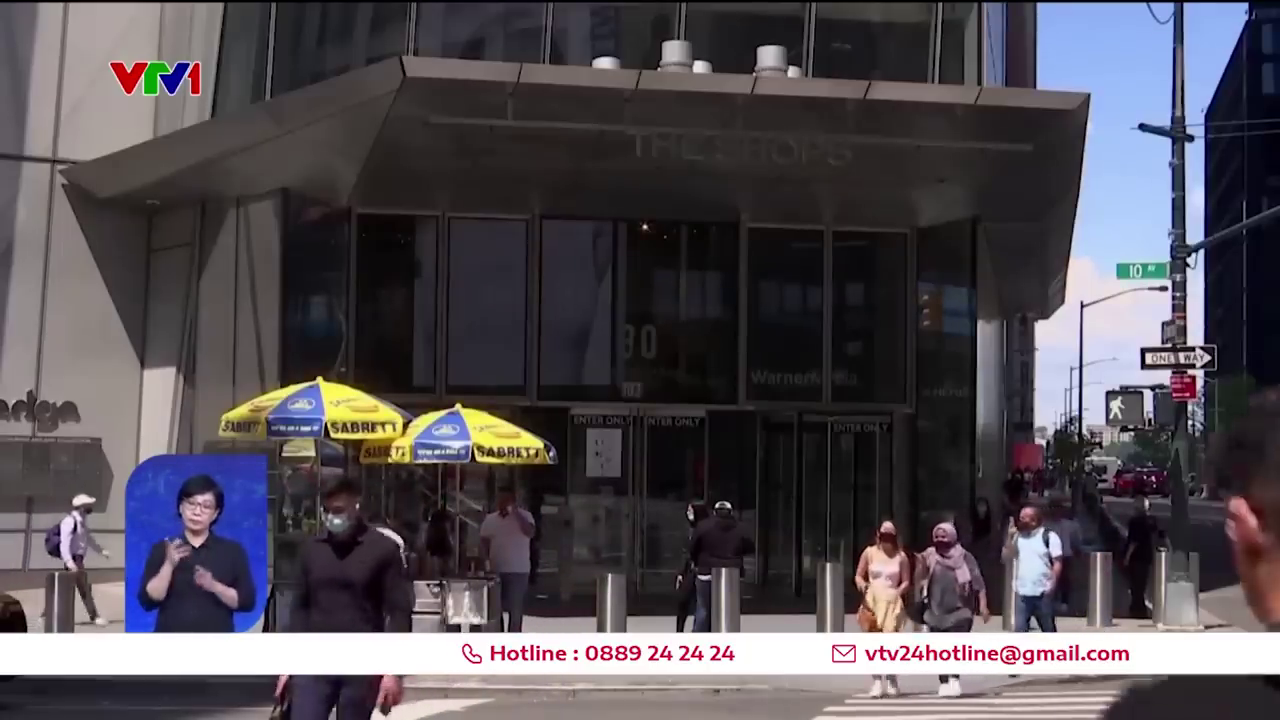 VTV1
THE SHOPS
10 AV
ONE WAY
30
WarnerMedia
ENTER ONLY
ENTER ONLY
ENTER ONLY
SABRETT
SABRETT
SABRETT
Hotline : 0889 24 24 24
vtv24hotline@gmail.com